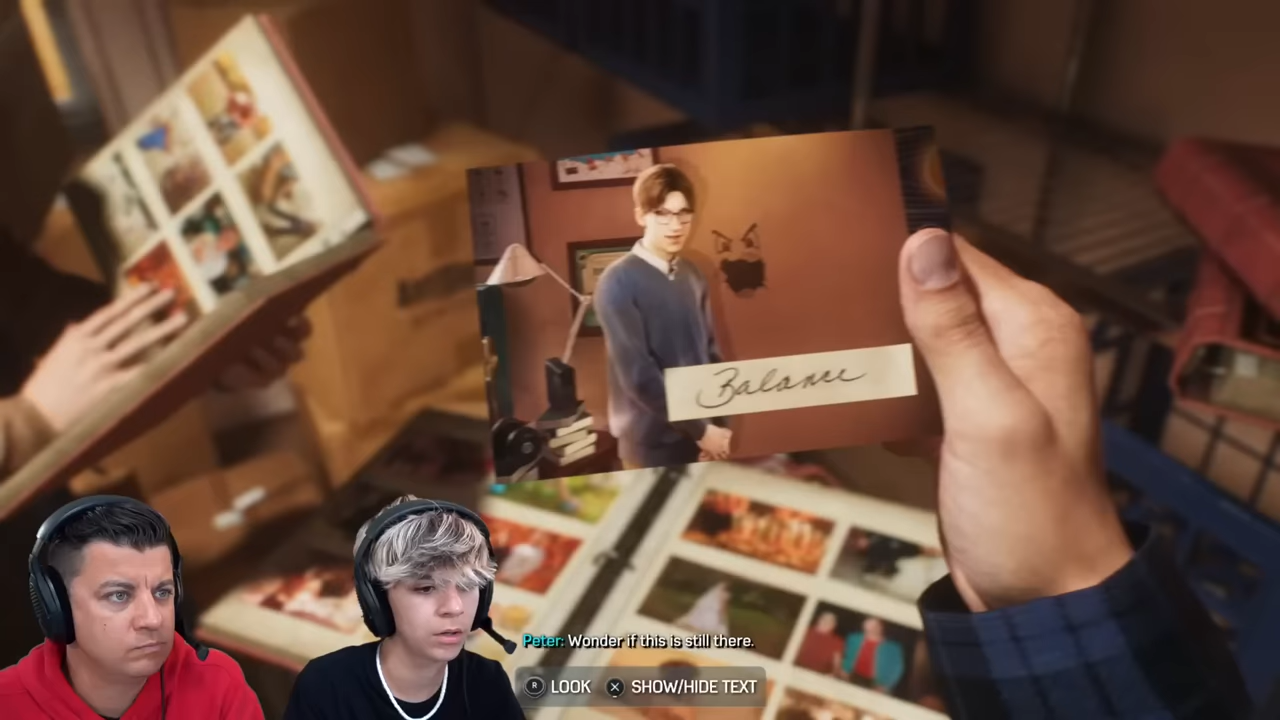 Balance
Peter: Wonder if this is still there.
R LOOK X SHOW/HIDE TEXT